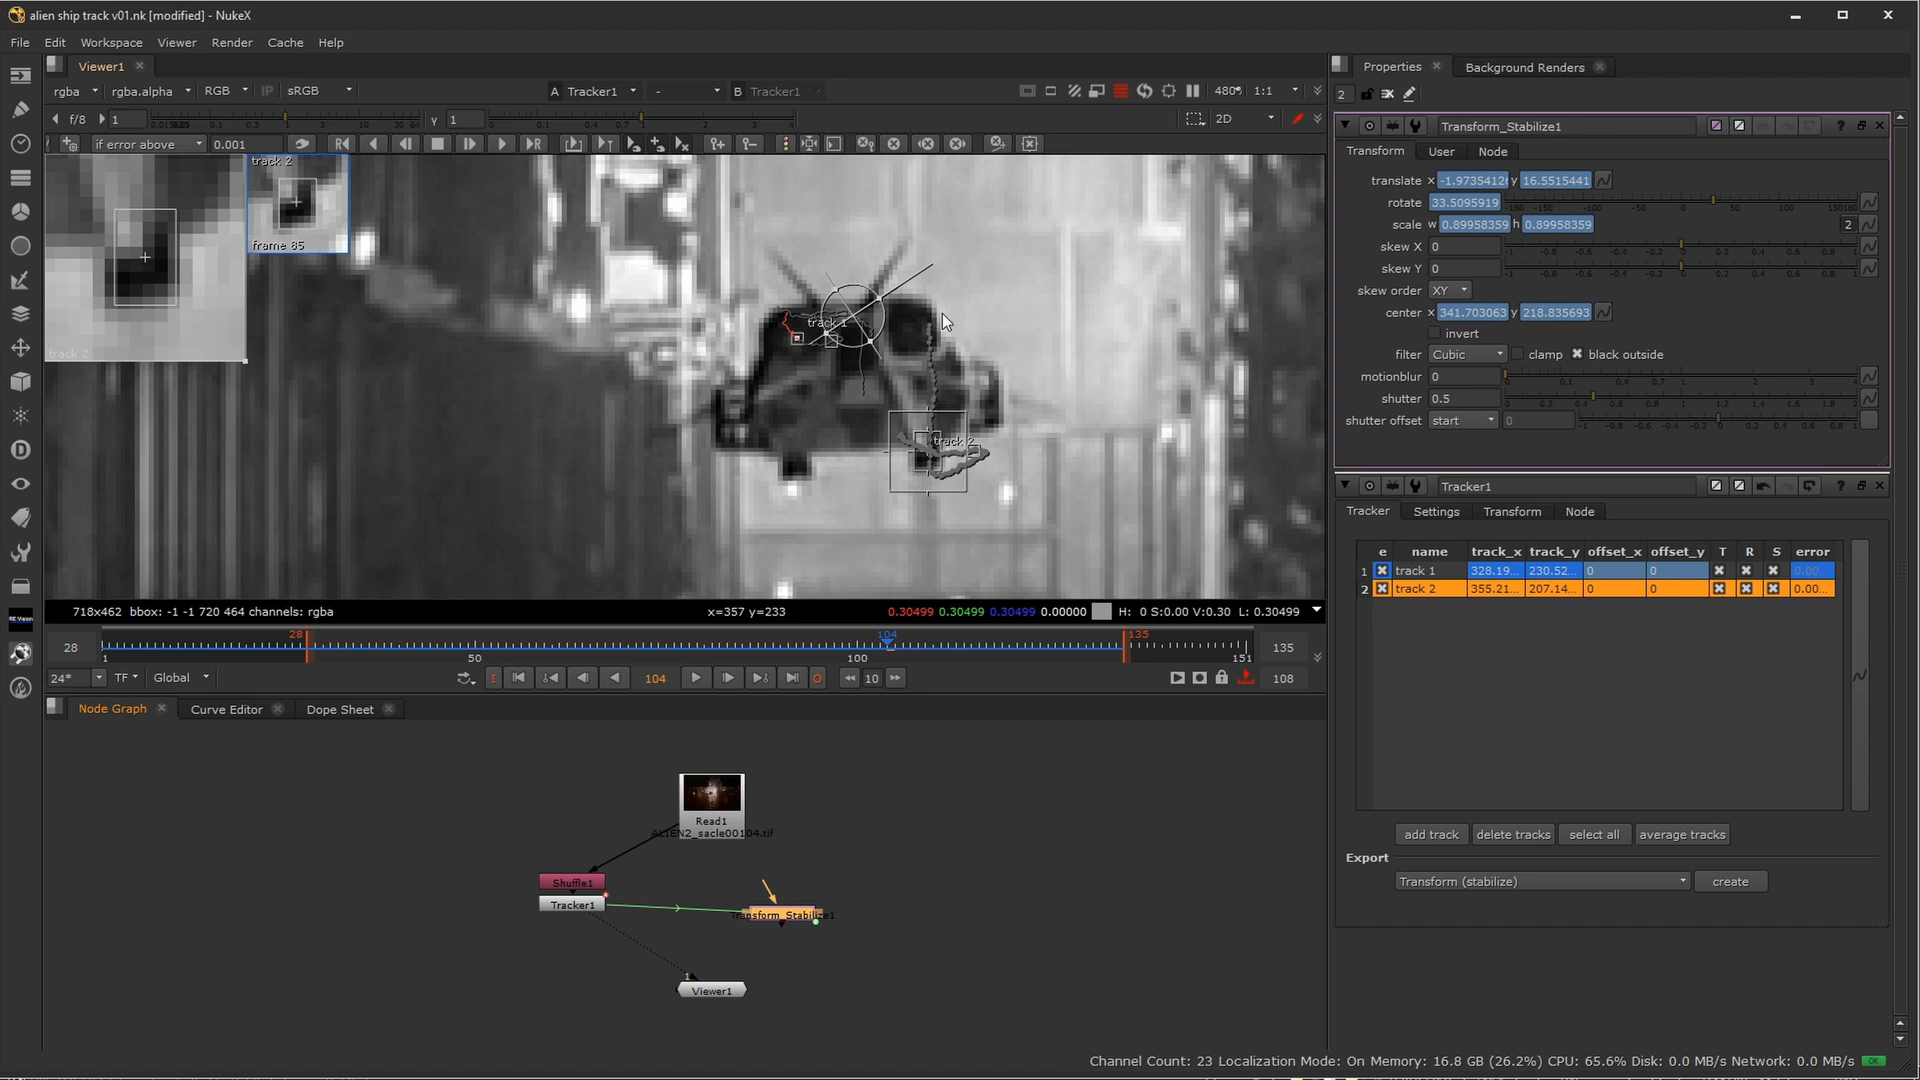 alien ship track v01.nk [modified] - NukeX
File Edit Workspace Viewer Render Cache Help
Viewer1
rgba rgba.alpha RGB IP sRGB A Tracker1 - B Tracker1 480* 1:1
f/8 1 Y 1 2D
if error above 0.001
track 2
frame 85
track 2
track 1
track 2
718x462 bbox: -1 -1 720 464 channels: rgba x=357 y=233 0.30499 0.30499 0.30499 0.00000 H: 0 S:0.00 V:0.30 L: 0.30499
28 1 28 50 100 104 135 151 135
24* TF Global I 104 O 10 108
Node Graph Curve Editor Dope Sheet
Read1
ALIEN2_sacle00104.tif
Shuffle1
Tracker1
Transform_Stabilize1
1
Viewer1
Properties Background Renders
2
Transform_Stabilize1
Transform User Node
translate x -1.9735412 y 16.5515441
rotate 33.5095919
scale w 0.89958359 h 0.89958359 2
skew X 0
skew Y 0
skew order XY
center x 341.703063 y 218.835693
invert
filter Cubic clamp black outside
motionblur 0
shutter 0.5
shutter offset start 0
Tracker1
Tracker Settings Transform Node
e name track_x track_y offset_x offset_y T R S error
1 track 1 328.19... 230.52... 0 0 0.00...
2 track 2 355.21... 207.14... 0 0 0.00...
add track delete tracks select all average tracks
Export
Transform (stabilize) create
Channel Count: 23 Localization Mode: On Memory: 16.8 GB (26.2%) CPU: 65.6% Disk: 0.0 MB/s Network: 0.0 MB/s OK